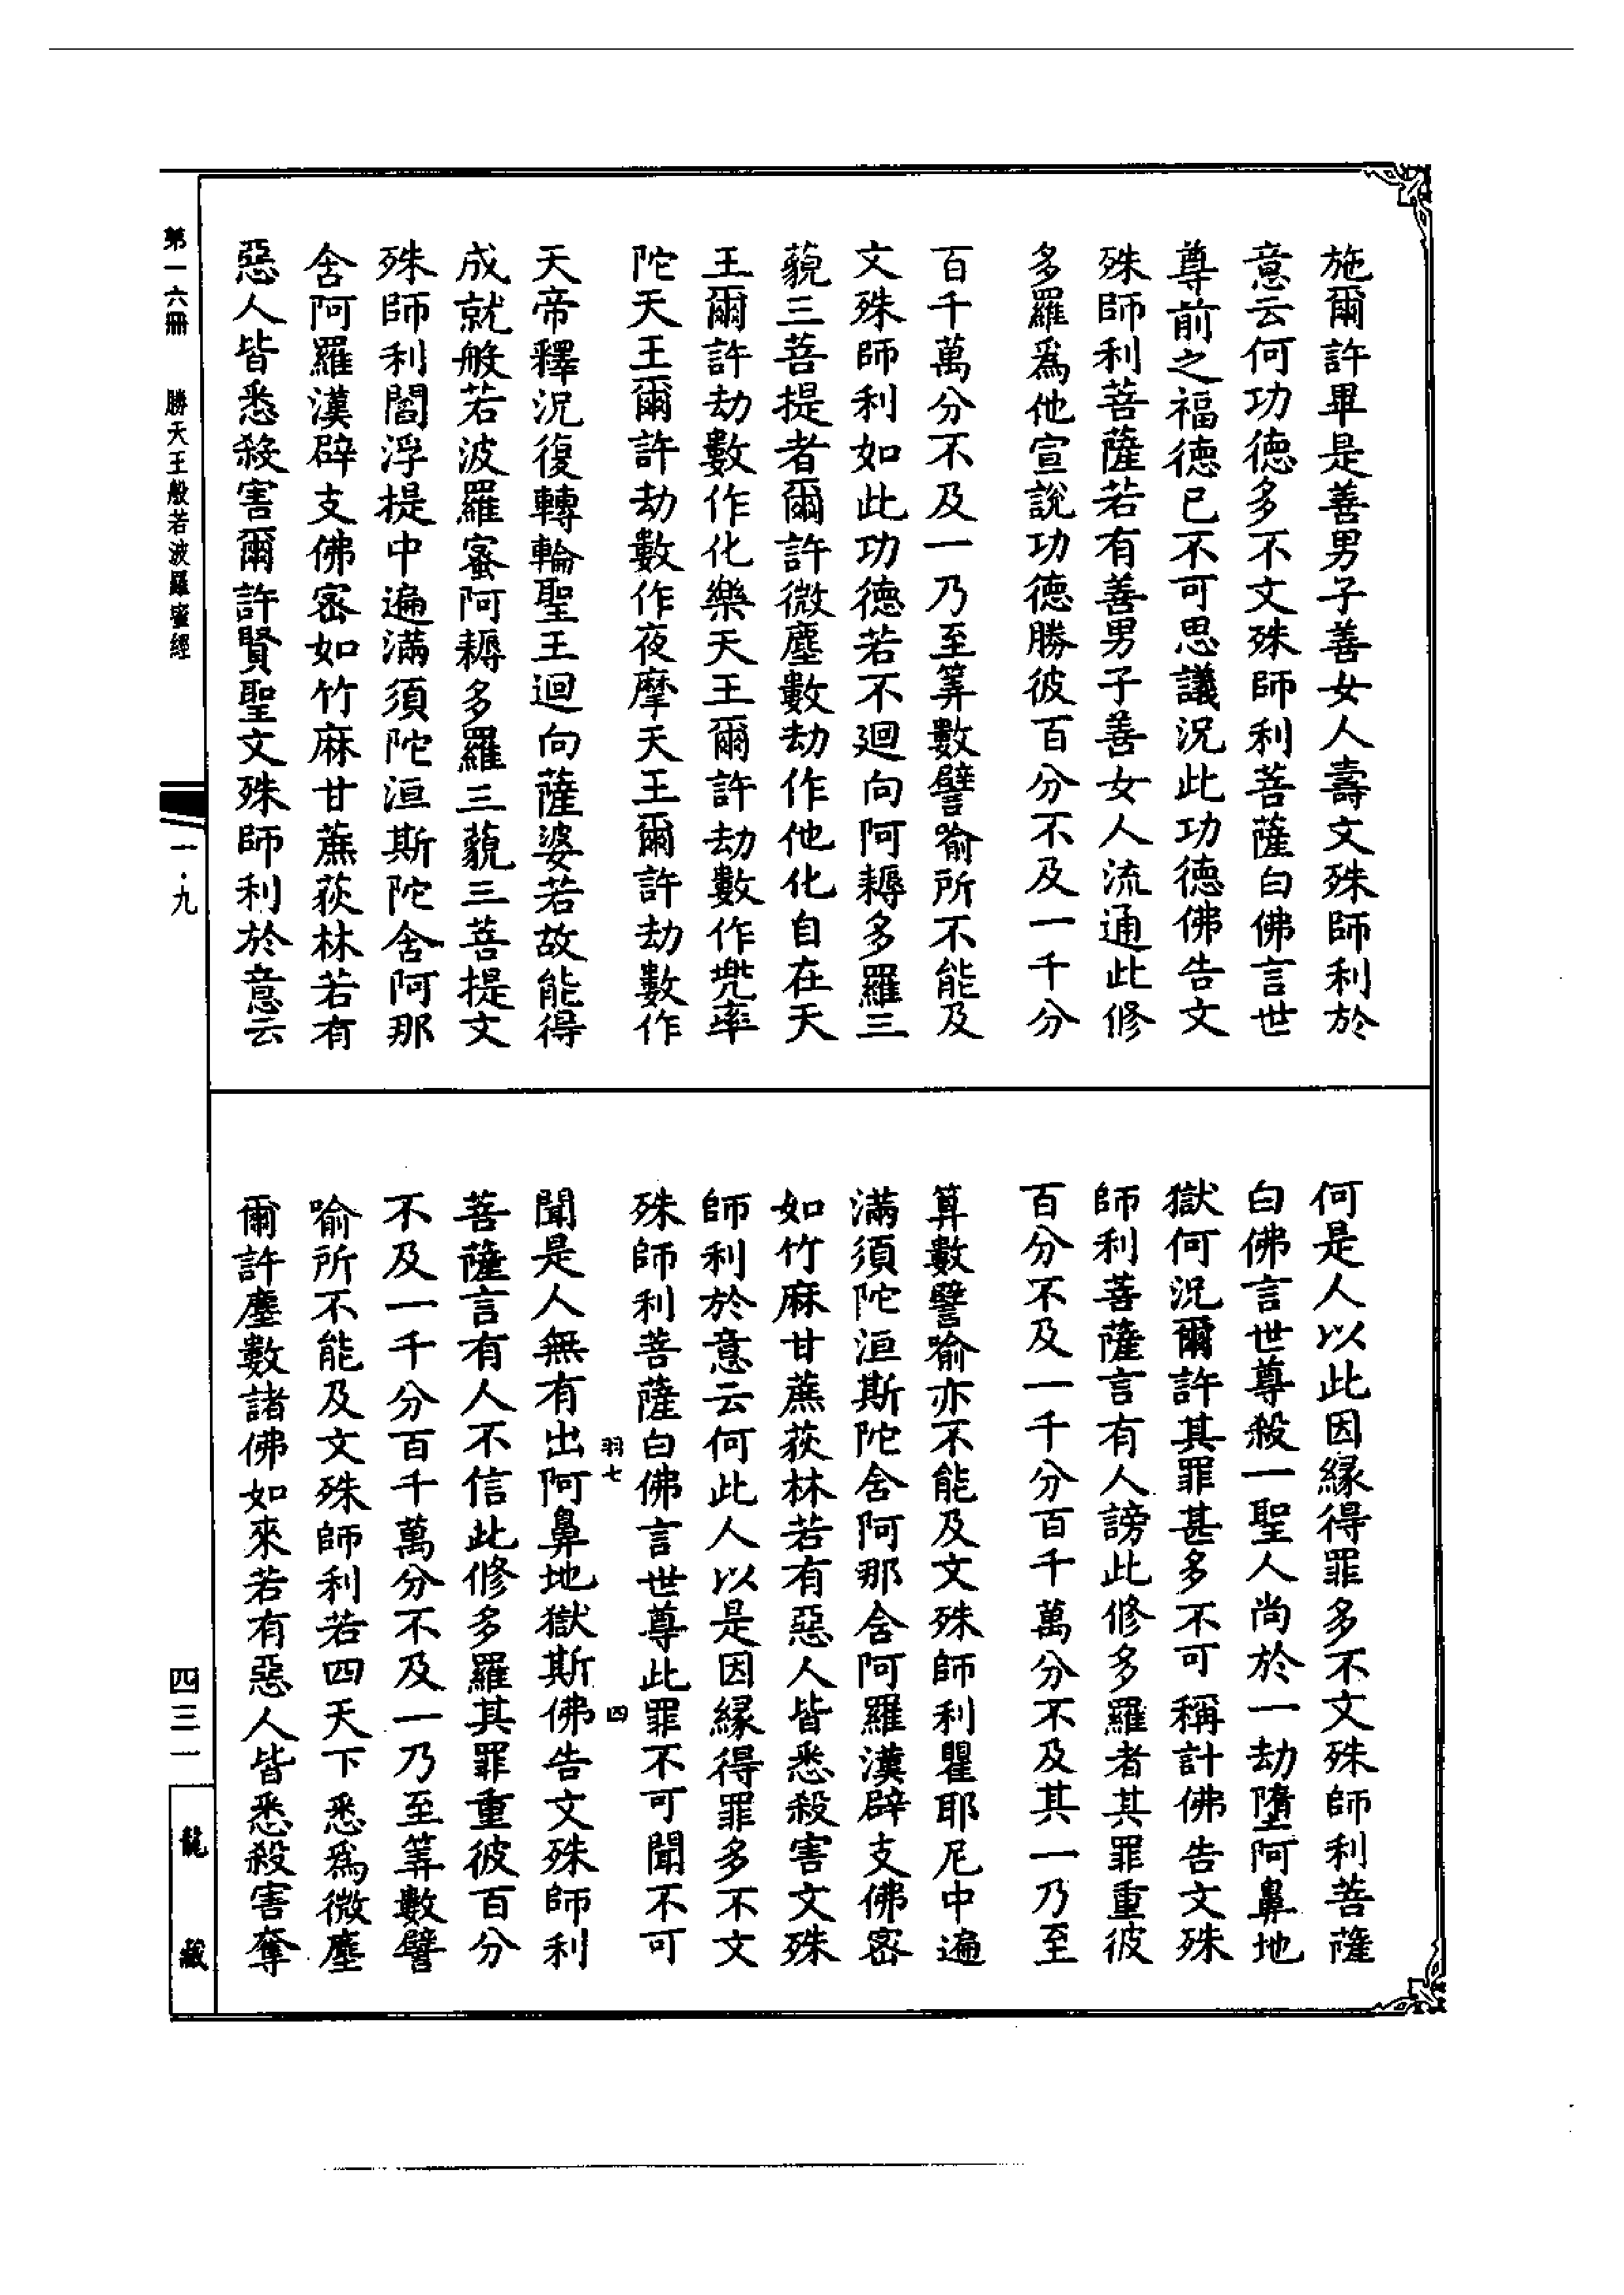 施爾許畢是善男子善女人壽文殊師利於
意云何功德多不文殊師利菩薩白佛言世
尊前之福德已不可思議況此功德佛告文
殊師利菩薩若有善男子善女人流通此修
多羅爲他宣說功德勝彼百分不及一千分
百千萬分不及一乃至筭數譬喻所不能及
文殊師利如此功德若不迴向阿耨多羅三
藐三菩提者爾許微塵數劫作他化自在天
王爾許劫數作化樂天王爾許劫數作兜率
陀天王爾許劫數作夜摩天王爾許劫數作
天帝釋況復轉輪聖王迴向薩婆若故能得
成就般若波羅蜜阿耨多羅三藐三菩提文
殊師利閻浮提中遍滿須陀洹斯陀含阿那
含阿羅漢辟支佛密如竹麻甘蔗荻林若有
惡人皆悉殺害爾許賢聖文殊師利於意云
何是人以此因緣得罪多不文殊師利菩薩
白佛言世尊殺一聖人尚於一劫墮阿鼻地
獄何況爾許其罪甚多不可稱計佛告文殊
師利菩薩言有人謗此修多羅者其罪重彼
百分不及一千分百千萬分不及其一乃至
算數譬喻亦不能及文殊師利瞿耶尼中遍
滿須陀洹斯陀含阿那含阿羅漢辟支佛密
如竹麻甘蔗荻林若有惡人皆悉殺害文殊
師利於意云何此人以是因緣得罪多不文
殊師利菩薩白佛言世尊此罪不可聞不可
羽七 四
聞是人無有出阿鼻地獄斯佛告文殊師利
菩薩言有人不信此修多羅其罪重彼百分
不及一千分百千萬分不及一乃至筭數譬
喻所不能及文殊師利若四天下悉爲微塵
爾許塵數諸佛如來若有惡人皆悉殺害奪
第一六冊 勝天王般若波羅蜜經
一·九
四三一
龍藏